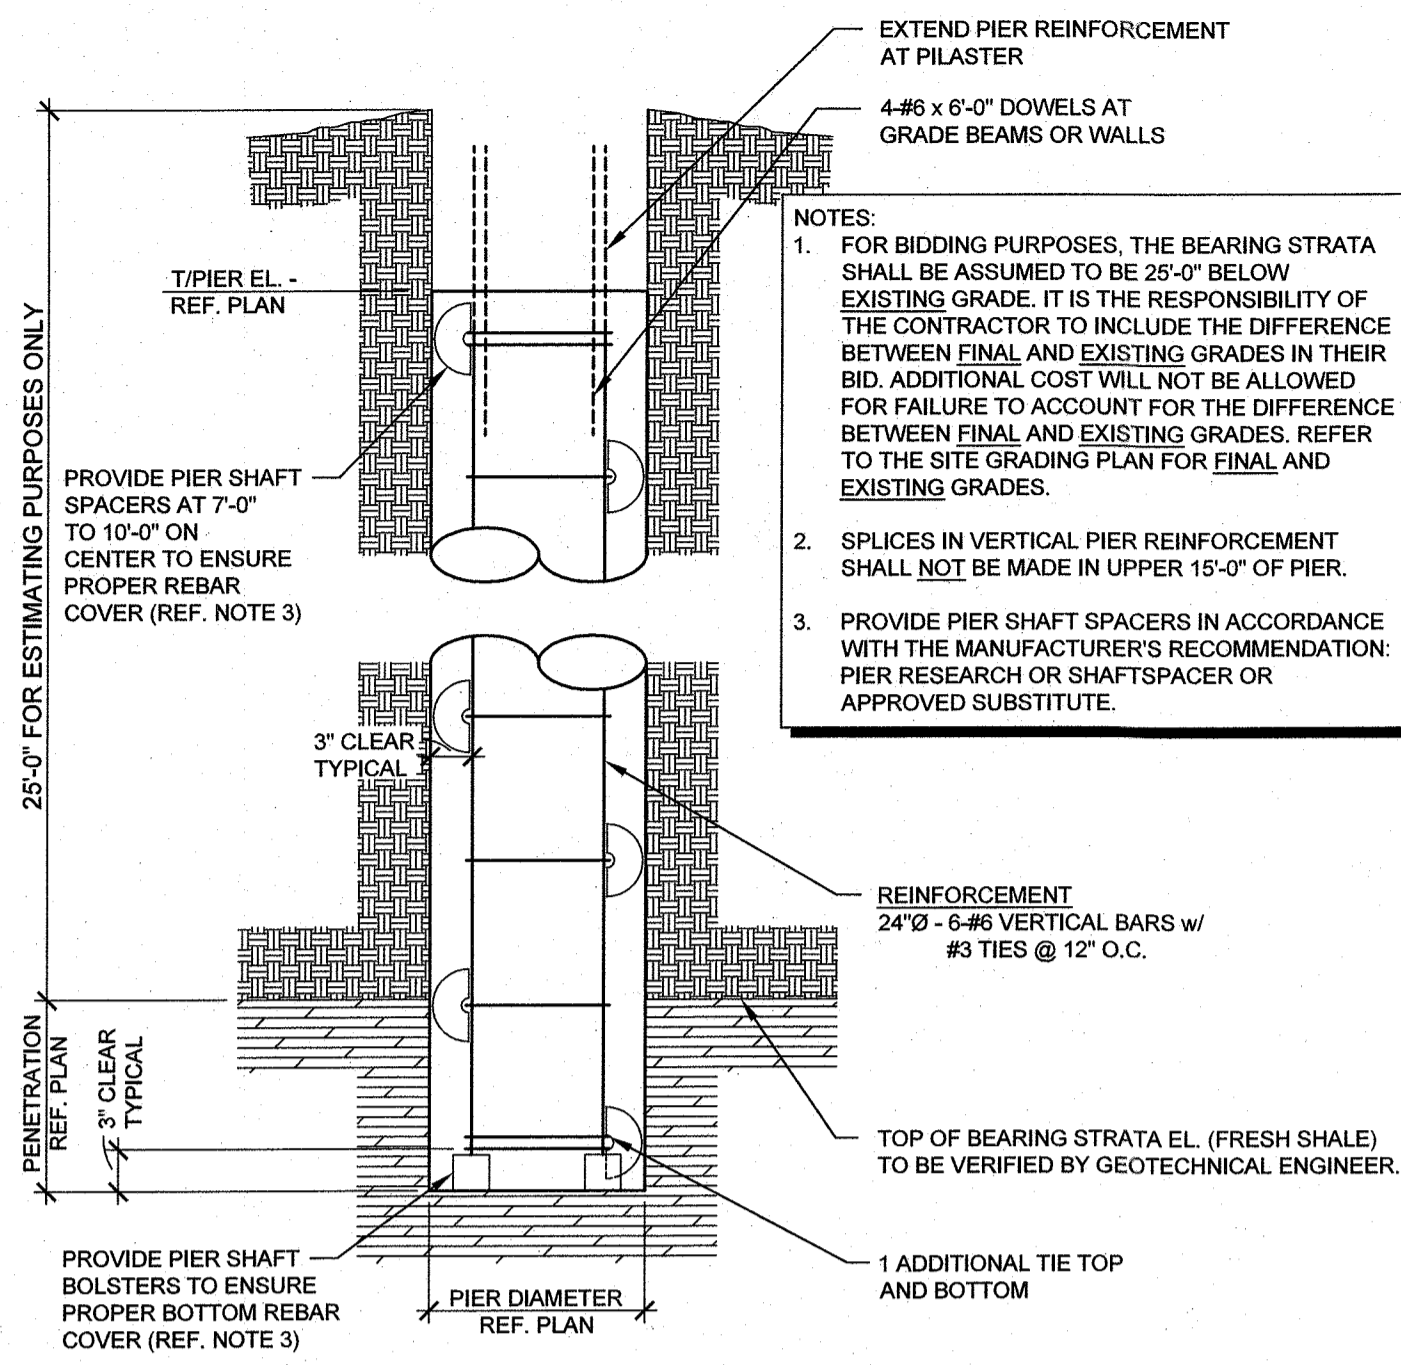 EXTEND PIER REINFORCEMENT
AT PILASTER
4-#6 x 6'-0" DOWELS AT
GRADE BEAMS OR WALLS
NOTES:
1. FOR BIDDING PURPOSES, THE BEARING STRATA
SHALL BE ASSUMED TO BE 25'-0" BELOW
EXISTING GRADE. IT IS THE RESPONSIBILITY OF
THE CONTRACTOR TO INCLUDE THE DIFFERENCE
BETWEEN FINAL AND EXISTING GRADES IN THEIR
BID. ADDITIONAL COST WILL NOT BE ALLOWED
FOR FAILURE TO ACCOUNT FOR THE DIFFERENCE
BETWEEN FINAL AND EXISTING GRADES. REFER
TO THE SITE GRADING PLAN FOR FINAL AND
EXISTING GRADES.
2. SPLICES IN VERTICAL PIER REINFORCEMENT
SHALL NOT BE MADE IN UPPER 15'-0" OF PIER.
3. PROVIDE PIER SHAFT SPACERS IN ACCORDANCE
WITH THE MANUFACTURER'S RECOMMENDATION:
PIER RESEARCH OR SHAFTSPACER OR
APPROVED SUBSTITUTE.
T/PIER EL. -
REF. PLAN
25'-0" FOR ESTIMATING PURPOSES ONLY
PROVIDE PIER SHAFT
SPACERS AT 7'-0"
TO 10'-0" ON
CENTER TO ENSURE
PROPER REBAR
COVER (REF. NOTE 3)
3" CLEAR
TYPICAL
REINFORCEMENT
24"Ø - 6-#6 VERTICAL BARS w/
#3 TIES @ 12" O.C.
PENETRATION
REF. PLAN
3" CLEAR
TYPICAL
TOP OF BEARING STRATA EL. (FRESH SHALE)
TO BE VERIFIED BY GEOTECHNICAL ENGINEER.
PROVIDE PIER SHAFT
BOLSTERS TO ENSURE
PROPER BOTTOM REBAR
COVER (REF. NOTE 3)
PIER DIAMETER
REF. PLAN
1 ADDITIONAL TIE TOP
AND BOTTOM